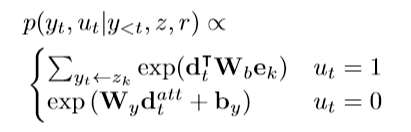 p(y_t, u_t|y_{<t}, z, r) ∝
{ ∑_{y_t←z_k} exp(d_t^⊺ W_b e_k)   u_t = 1
exp (W_y d_t^{att} + b_y)   u_t = 0